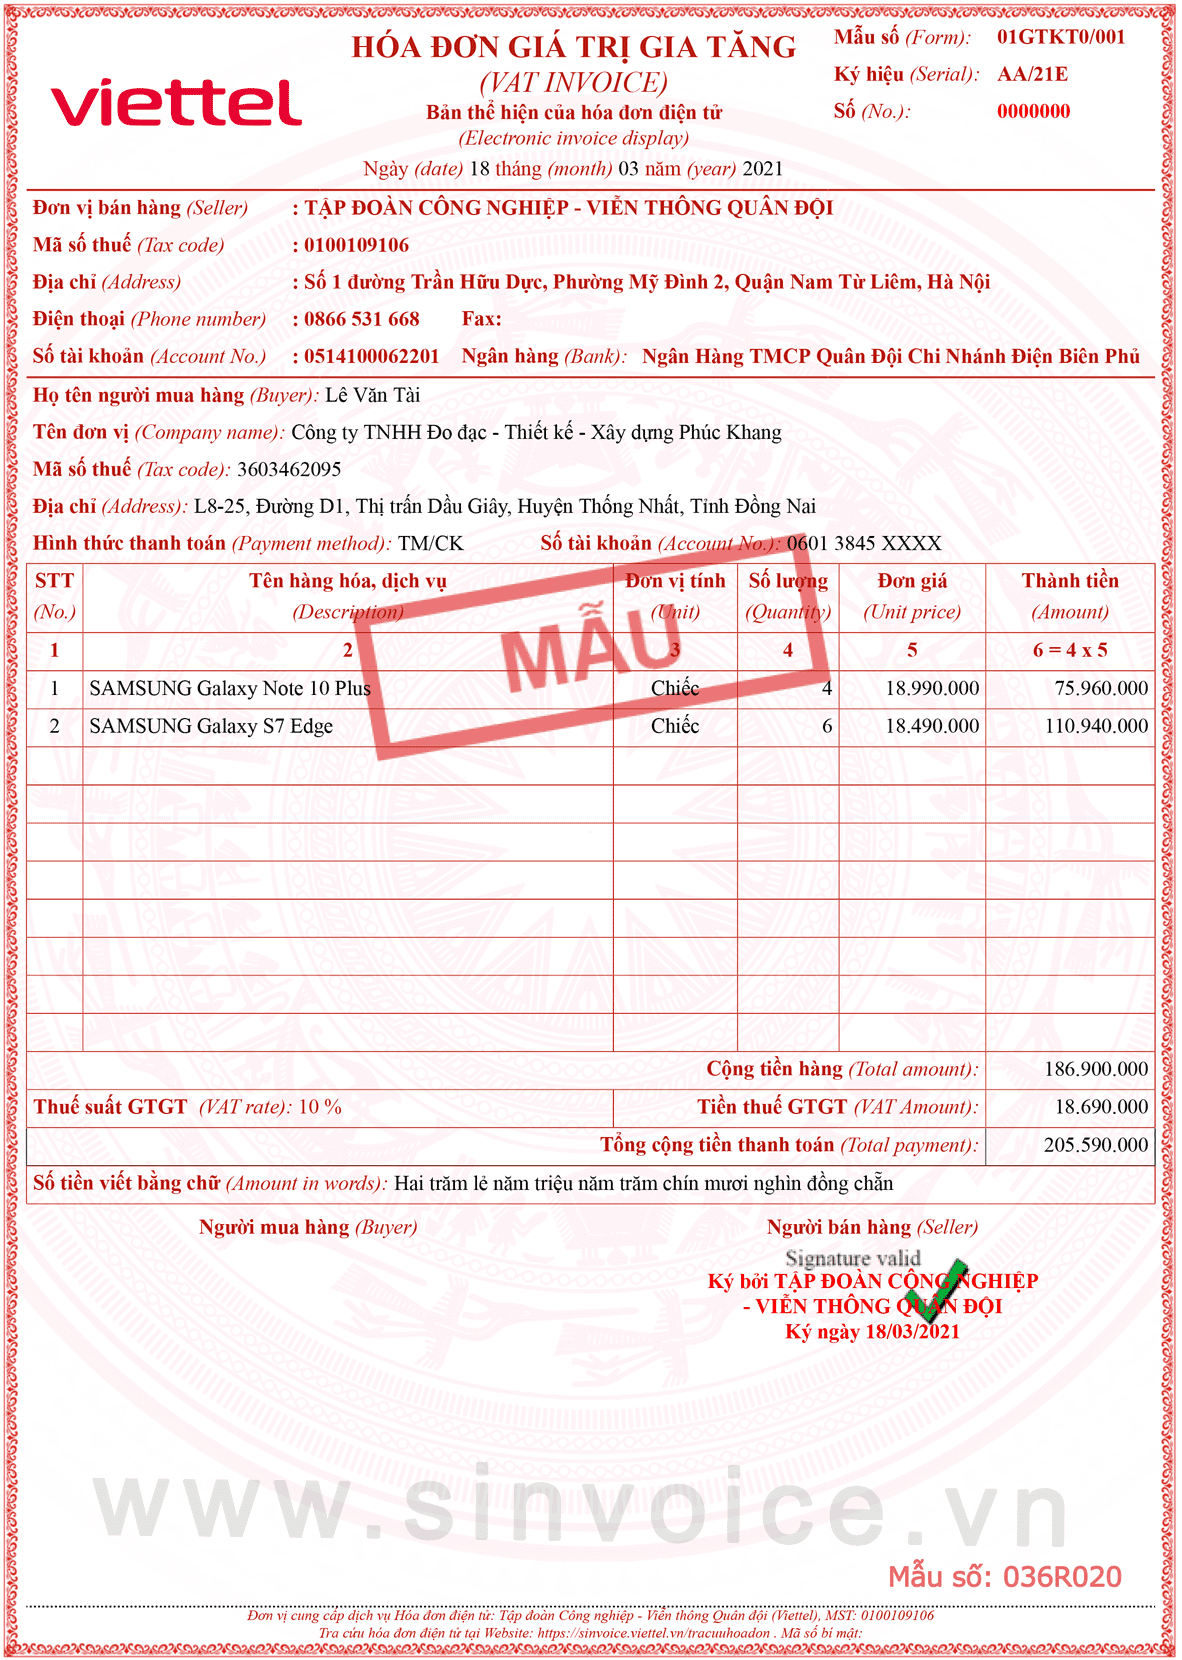 viettel
HÓA ĐƠN GIÁ TRỊ GIA TĂNG
(VAT INVOICE)
Bản thể hiện của hóa đơn điện tử
(Electronic invoice display)
Ngày (date) 18 tháng (month) 03 năm (year) 2021
Mẫu số (Form): 01GTKT0/001
Ký hiệu (Serial): AA/21E
Số (No.): 0000000
Đơn vị bán hàng (Seller) : TẬP ĐOÀN CÔNG NGHIỆP - VIỄN THÔNG QUÂN ĐỘI
Mã số thuế (Tax code) : 0100109106
Địa chỉ (Address) : Số 1 đường Trần Hữu Dực, Phường Mỹ Đình 2, Quận Nam Từ Liêm, Hà Nội
Điện thoại (Phone number) : 0866 531 668 Fax:
Số tài khoản (Account No.) : 0514100062201 Ngân hàng (Bank): Ngân Hàng TMCP Quân Đội Chi Nhánh Điện Biên Phủ
Họ tên người mua hàng (Buyer): Lê Văn Tài
Tên đơn vị (Company name): Công ty TNHH Đo đạc - Thiết kế - Xây dựng Phúc Khang
Mã số thuế (Tax code): 3603462095
Địa chỉ (Address): L8-25, Đường D1, Thị trấn Dầu Giây, Huyện Thống Nhất, Tỉnh Đồng Nai
Hình thức thanh toán (Payment method): TM/CK Số tài khoản (Account No.): 0601 3845 XXXX
STT Tên hàng hóa, dịch vụ Đơn vị tính Số lượng Đơn giá Thành tiền
(No.) (Description) (Unit) (Quantity) (Unit price) (Amount)
MẪU
1 2 3 4 5 6 = 4 x 5
1 SAMSUNG Galaxy Note 10 Plus Chiếc 4 18.990.000 75.960.000
2 SAMSUNG Galaxy S7 Edge Chiếc 6 18.490.000 110.940.000
Cộng tiền hàng (Total amount): 186.900.000
Thuế suất GTGT (VAT rate): 10 % Tiền thuế GTGT (VAT Amount): 18.690.000
Tổng cộng tiền thanh toán (Total payment): 205.590.000
Số tiền viết bằng chữ (Amount in words): Hai trăm lẻ năm triệu năm trăm chín mươi nghìn đồng chẵn
Người mua hàng (Buyer) Người bán hàng (Seller)
Signature valid
Ký bởi TẬP ĐOÀN CÔNG NGHIỆP
- VIỄN THÔNG QUÂN ĐỘI
Ký ngày 18/03/2021
www.sinvoice.vn
Mẫu số: 036R020
Đơn vị cung cấp dịch vụ Hóa đơn điện tử: Tập đoàn Công nghiệp - Viễn thông Quân đội (Viettel), MST: 0100109106
Tra cứu hóa đơn điện tử tại Website: https://sinvoice.viettel.vn/tracuuhoadon . Mã số bí mật: